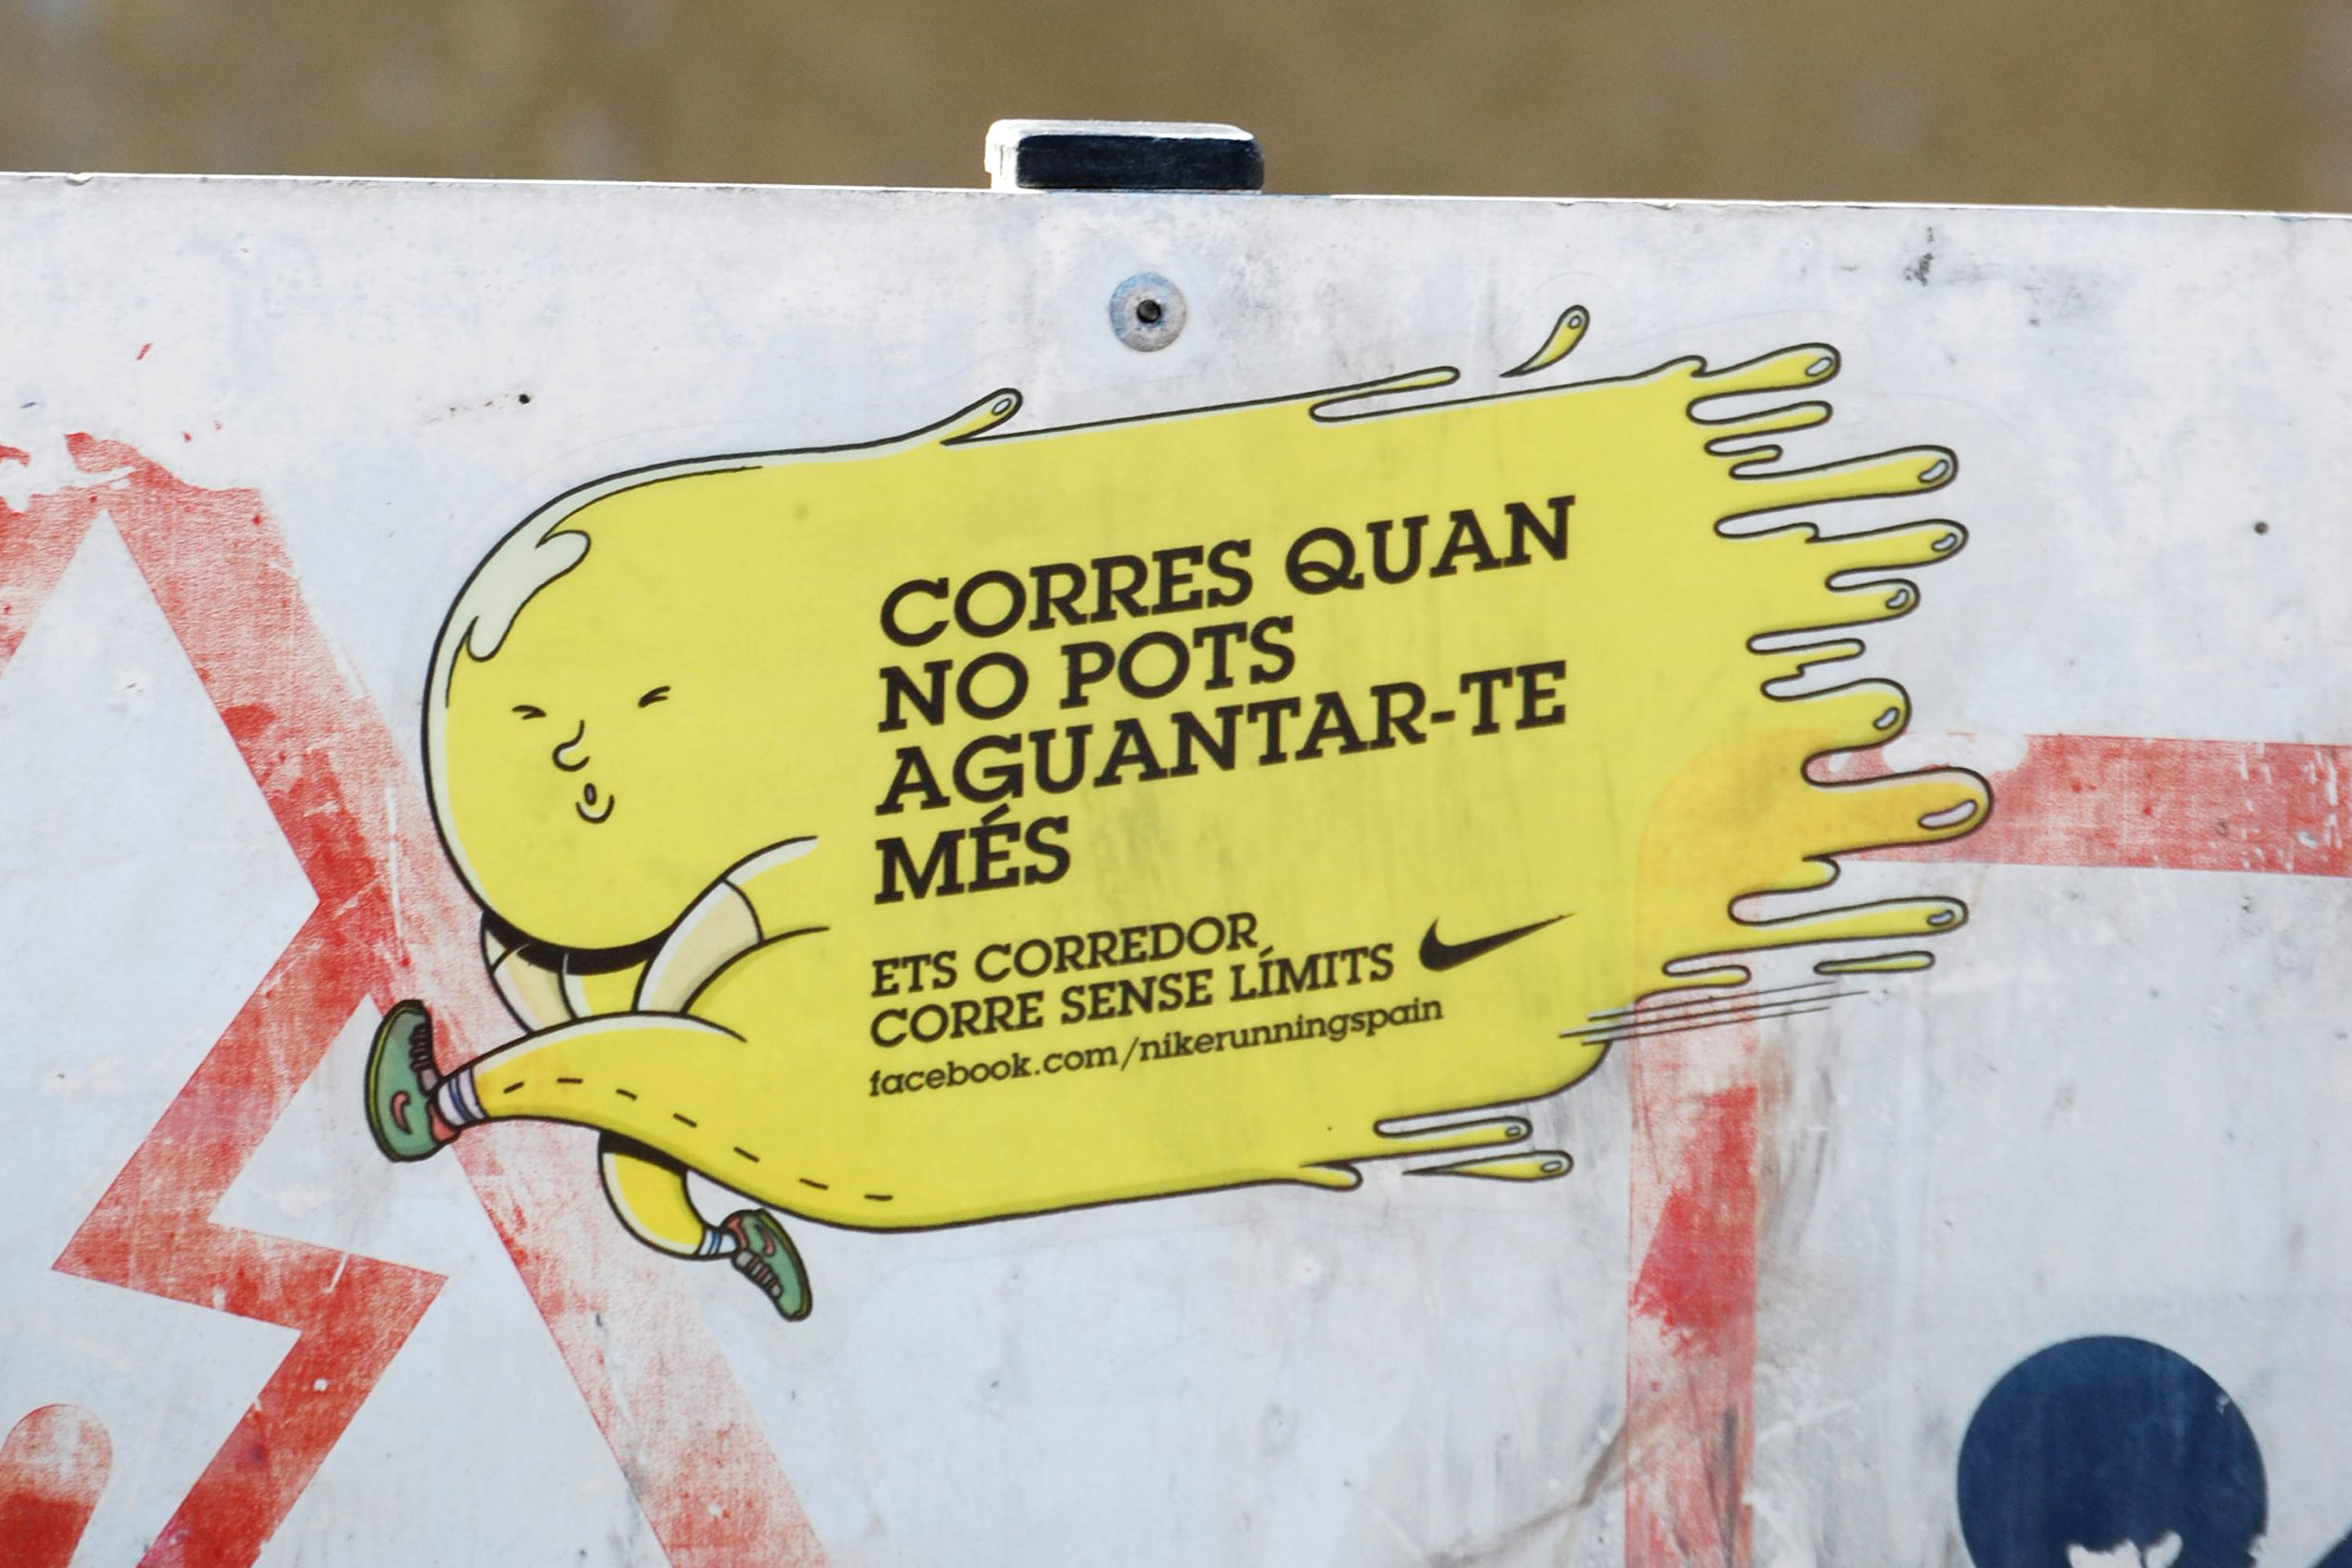 CORRES QUAN
NO POTS
AGUANTAR-TE
MÉS
ETS CORREDOR
CORRE SENSE LÍMITS
facebook.com/nikerunningspain